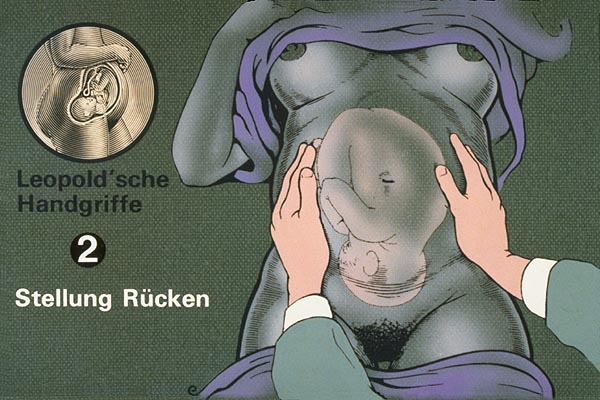 Leopold'sche
Handgriffe
2
Stellung Rücken